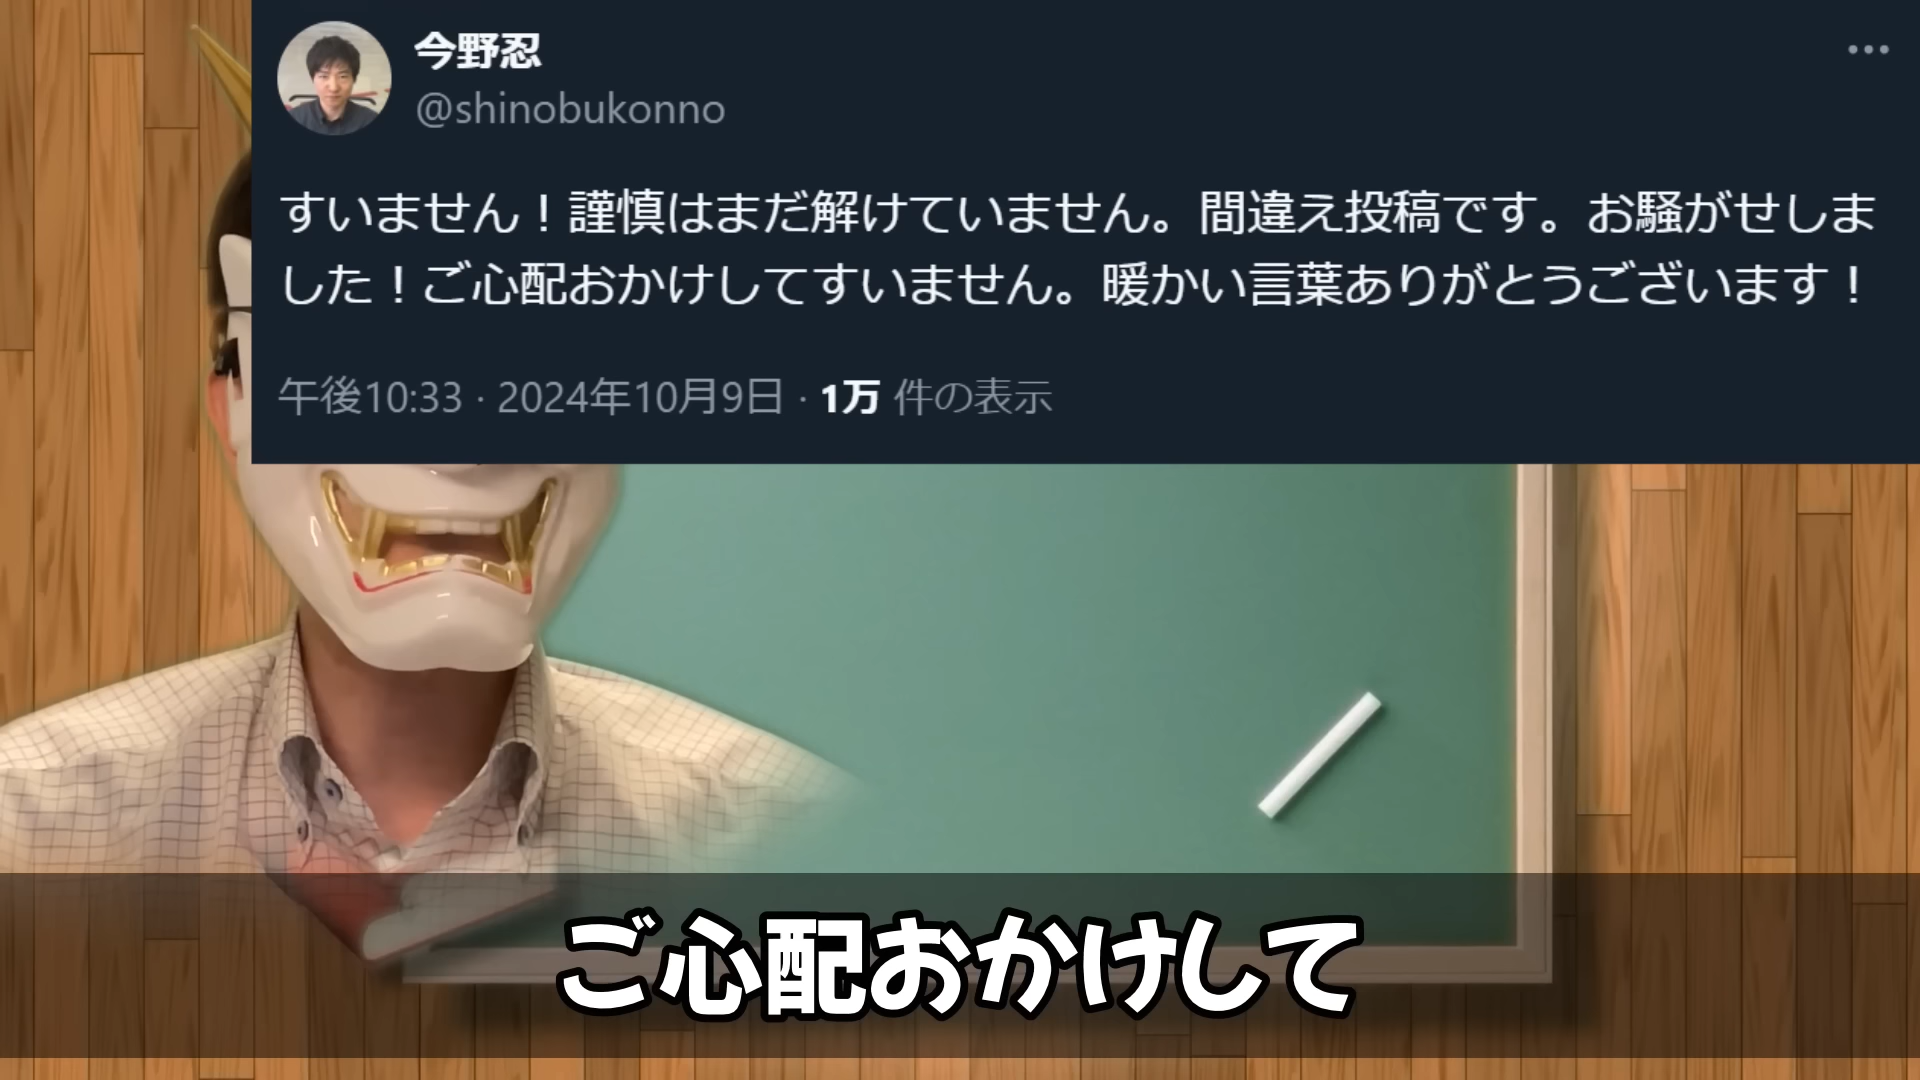 今野忍
@shinobukonno
すいません！謹慎はまだ解けていません。間違え投稿です。お騒がせしま
した！ご心配おかけしてすいません。暖かい言葉ありがとうございます！
午後10:33 · 2024年10月9日 · 1万 件の表示
ご心配おかけして